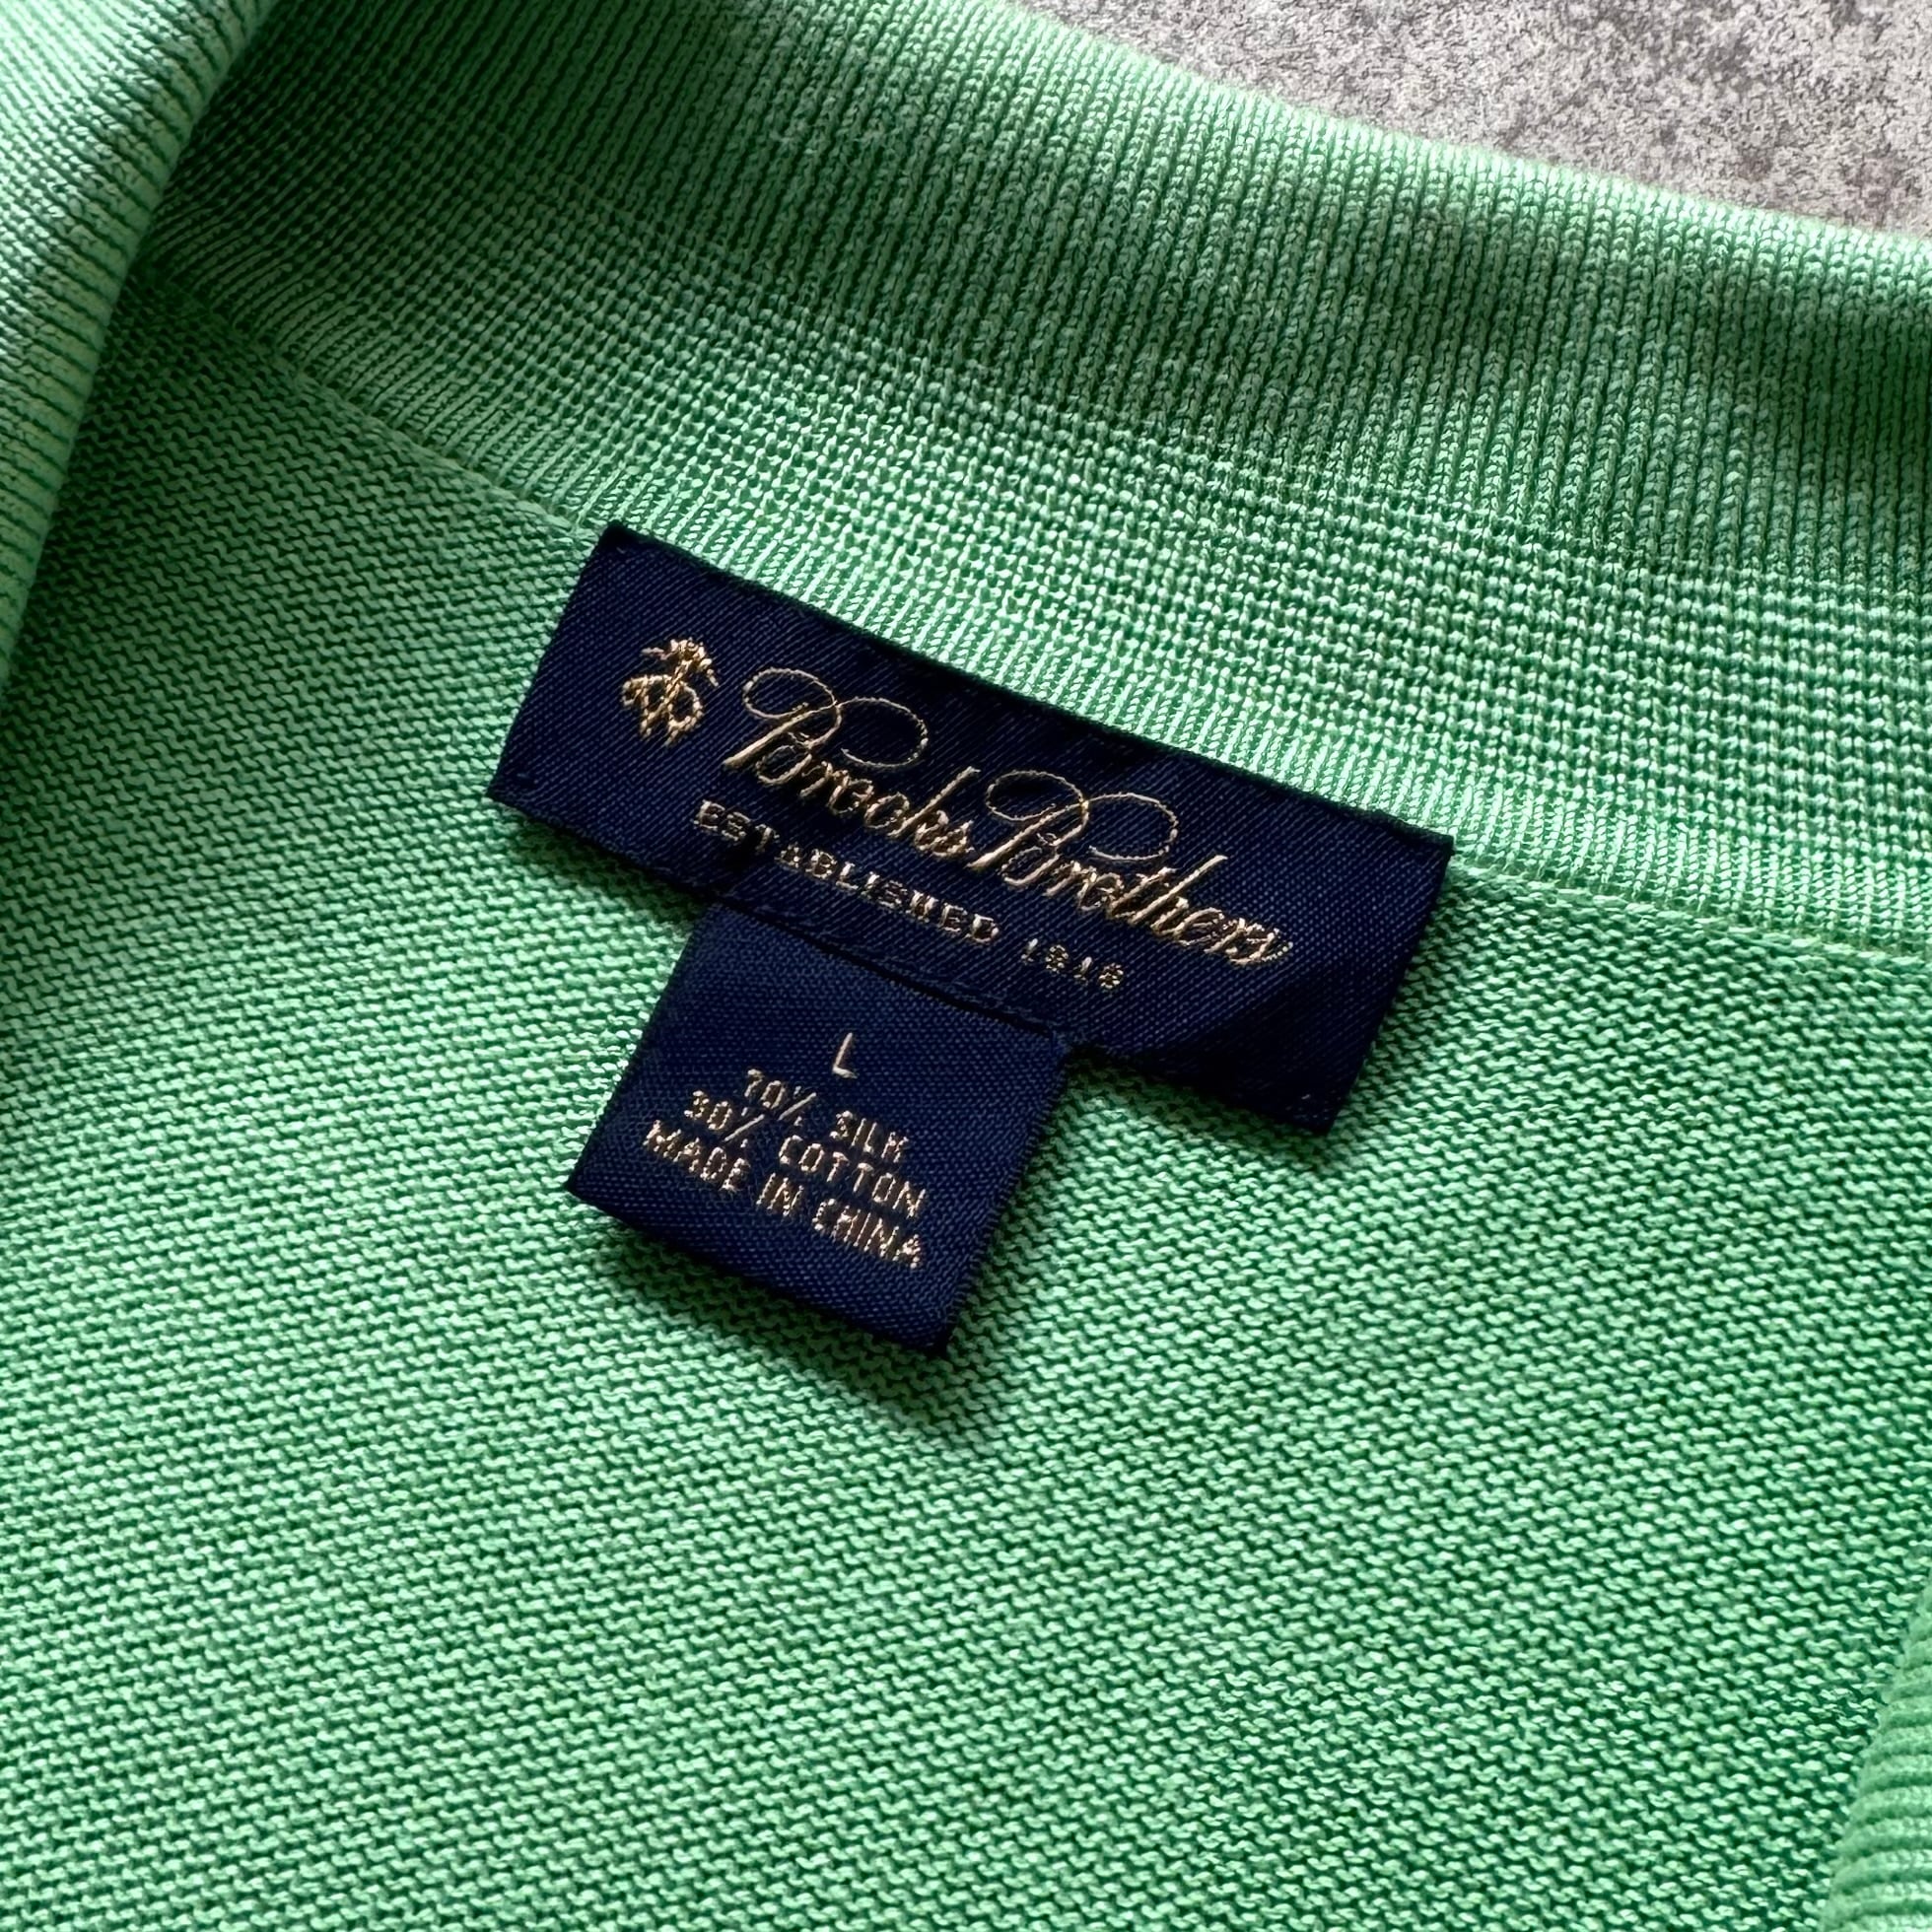 Brooks Brothers
ESTABLISHED 1818
L
70% SILK
30% COTTON
MADE IN CHINA